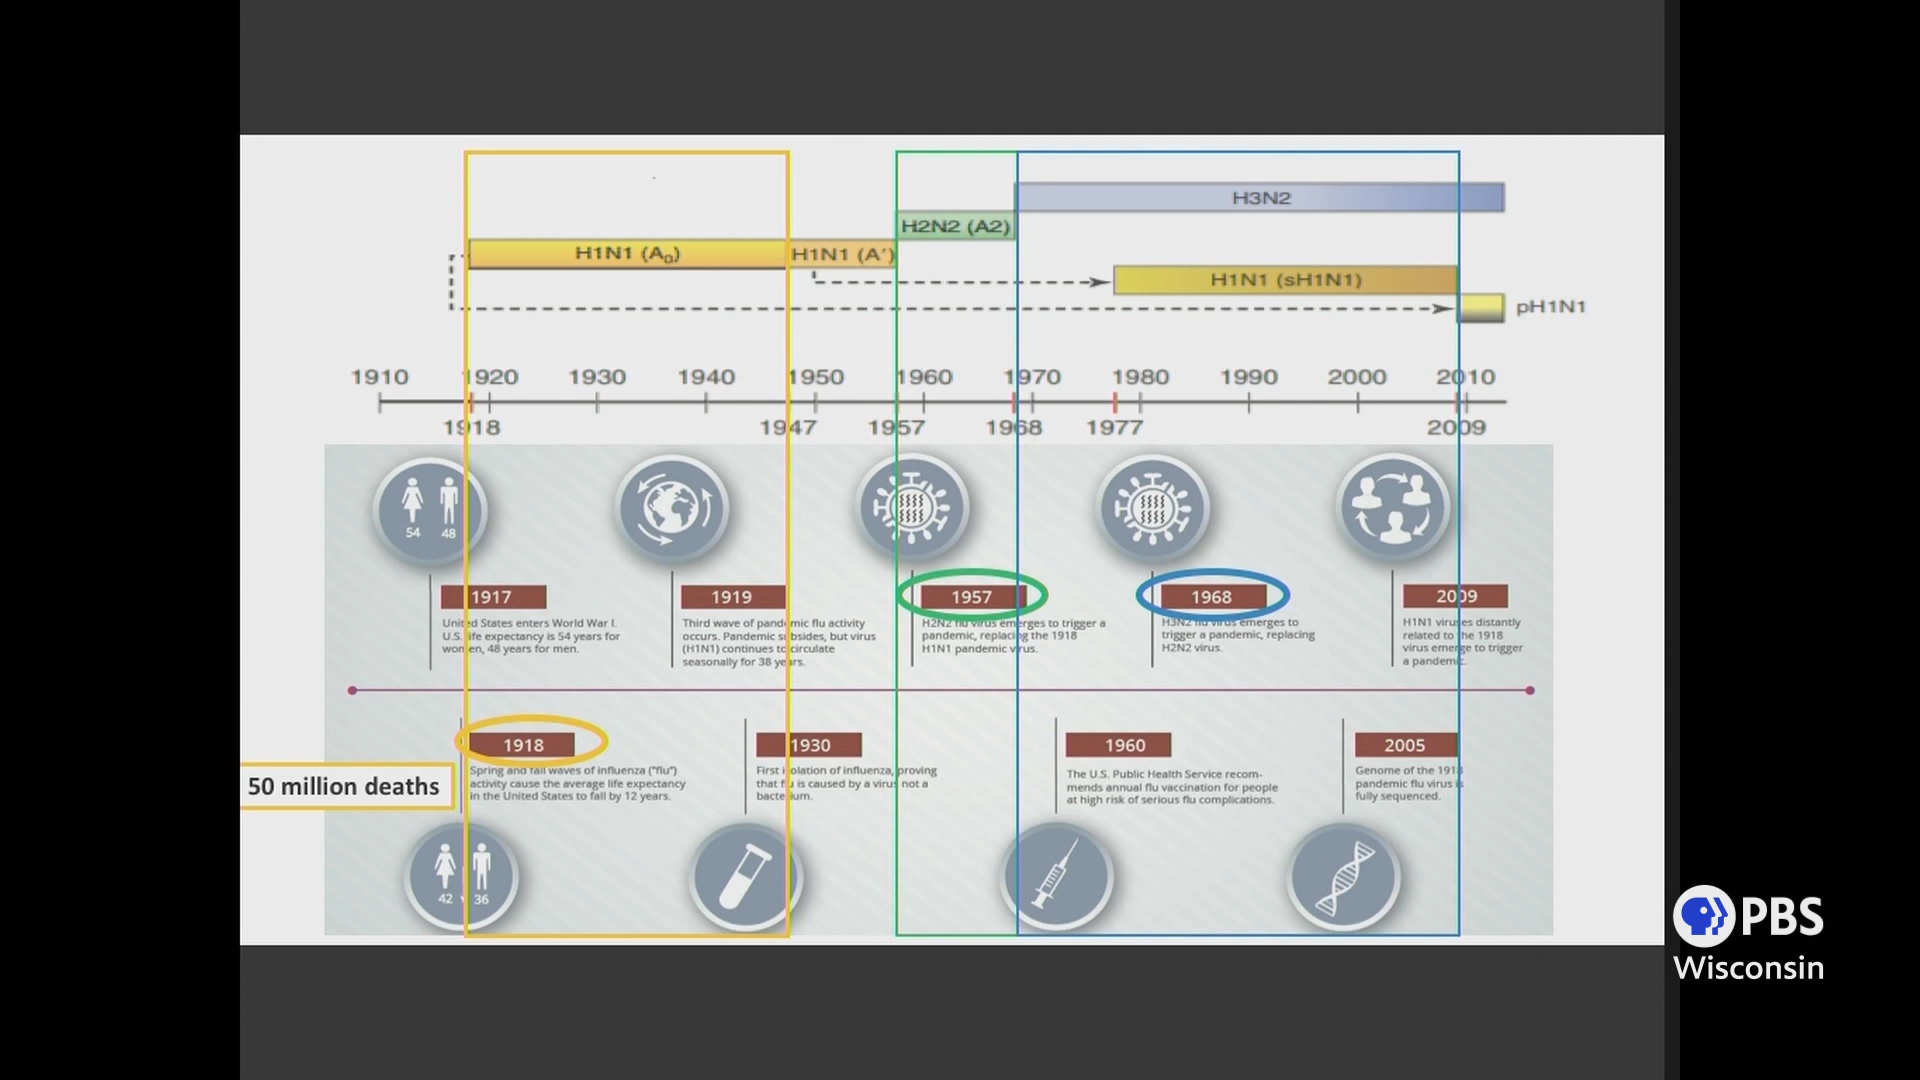 H3N2
H2N2 (A2)
H1N1 (A₀)
H1N1 (A')
H1N1 (sH1N1)
pH1N1
1910 1920 1930 1940 1950 1960 1970 1980 1990 2000 2010
1918 1947 1957 1968 1977 2009
54 48
1917
United States enters World War I.
U.S. life expectancy is 54 years for
women, 48 years for men.
1919
Third wave of pandemic flu activity
occurs. Pandemic subsides, but virus
(H1N1) continues to circulate
seasonally for 38 years.
1957
H2N2 flu virus emerges to trigger a
pandemic, replacing the 1918
H1N1 pandemic virus.
1968
H3N2 flu virus emerges to
trigger a pandemic, replacing
H2N2 virus.
2009
H1N1 viruses distantly
related to the 1918
virus emerge to trigger
a pandemic.
50 million deaths
1918
Spring and fall waves of influenza ("flu")
activity cause the average life expectancy
in the United States to fall by 12 years.
42 36
1930
First isolation of influenza, proving
that flu is caused by a virus not a
bacterium.
1960
The U.S. Public Health Service recom-
mends annual flu vaccination for people
at high risk of serious flu complications.
2005
Genome of the 1918
pandemic flu virus is
fully sequenced.
PBS
Wisconsin